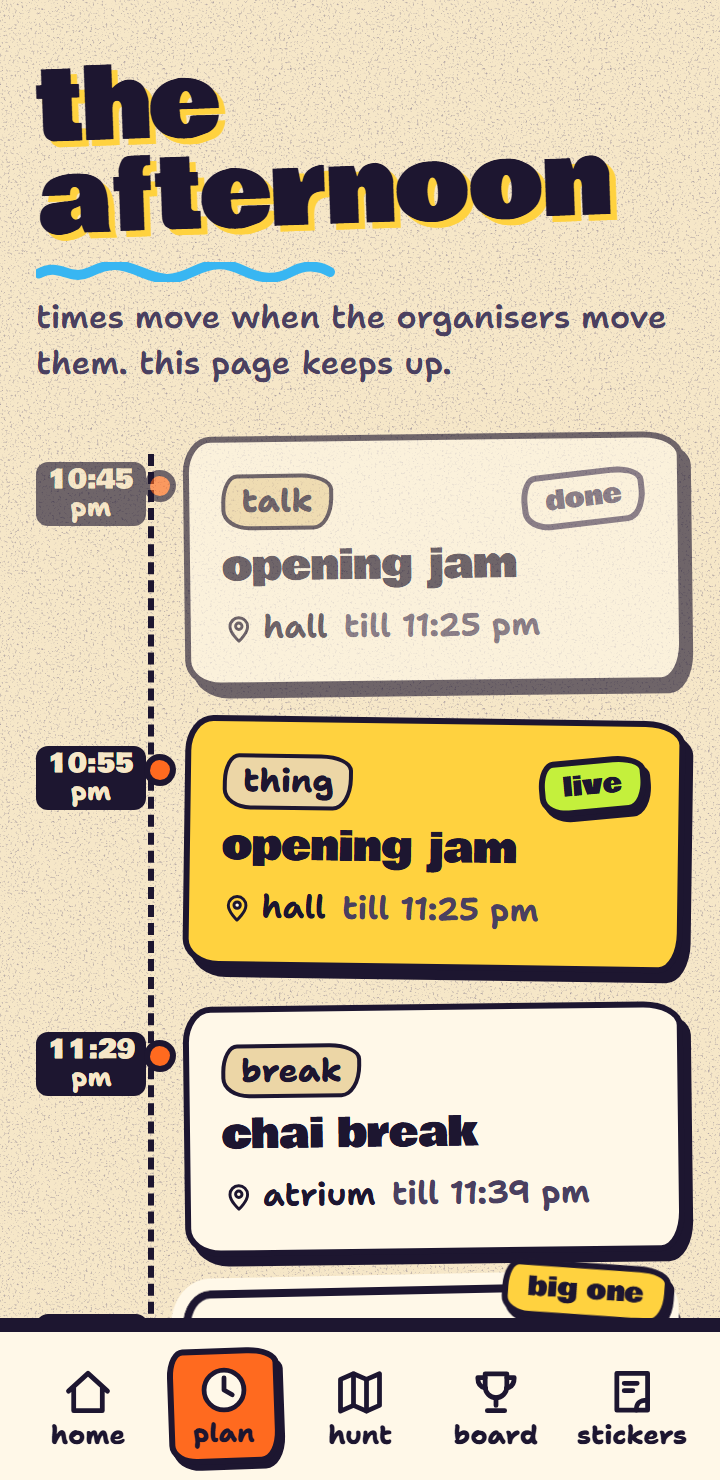 the
afternoon
times move when the organisers move
them. this page keeps up.
10:45
pm
talk
done
opening jam
hall till 11:25 pm
10:55
pm
thing
live
opening jam
hall till 11:25 pm
11:29
pm
break
chai break
atrium till 11:39 pm
big one
home
plan
hunt
board
stickers